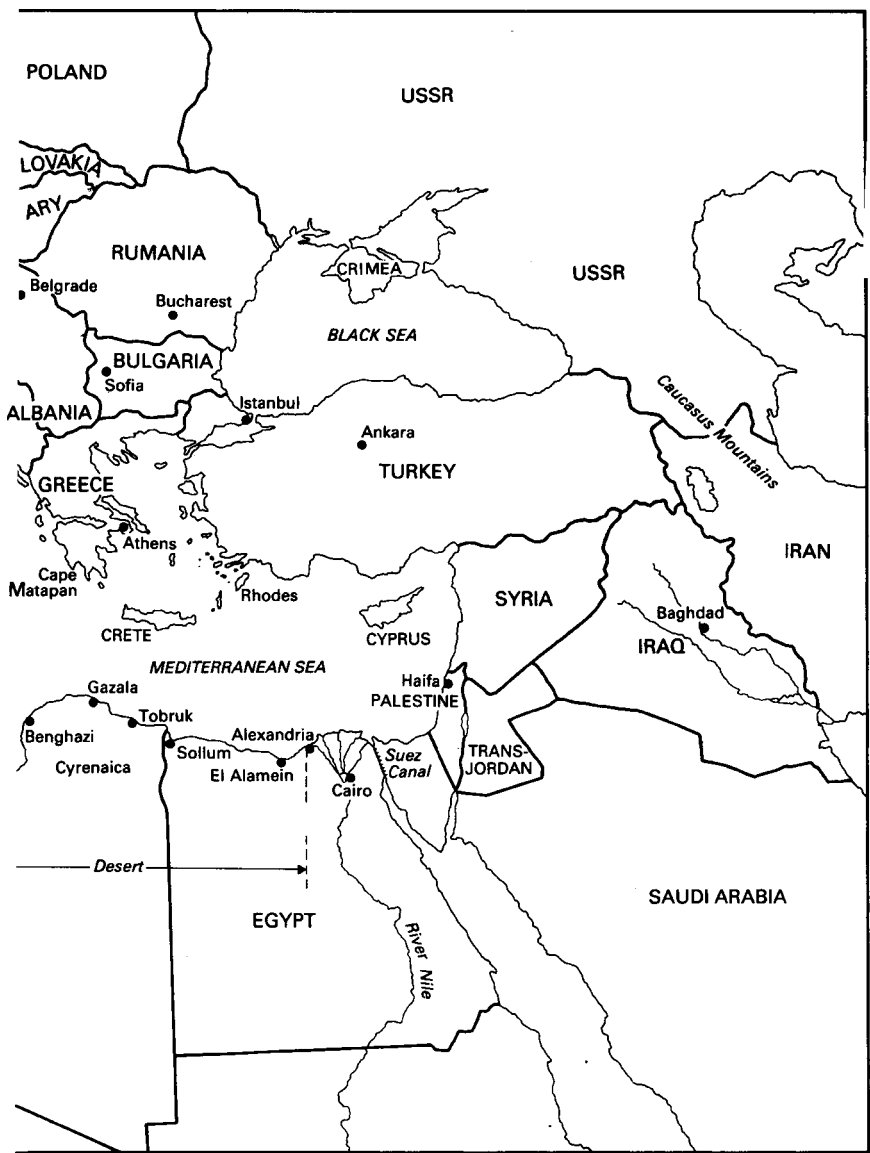 POLAND
USSR
LOVAKIA
ARY
RUMANIA
CRIMEA
USSR
Belgrade
Bucharest
BLACK SEA
BULGARIA
Sofia
Caucasus Mountains
ALBANIA
Istanbul
Ankara
TURKEY
GREECE
Athens
IRAN
Cape
Matapan
Rhodes
SYRIA
Baghdad
CRETE
CYPRUS
IRAQ
MEDITERRANEAN SEA
Haifa
PALESTINE
Gazala
Tobruk
Benghazi
Alexandria
Sollum
Suez
Canal
TRANS-
JORDAN
Cyrenaica
El Alamein
Cairo
Desert
SAUDI ARABIA
EGYPT
River Nile